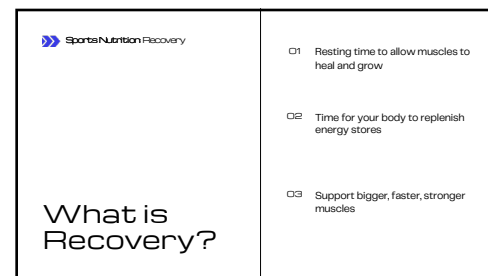 Sports Nutrition Recovery
What is
Recovery?
01 Resting time to allow muscles to
heal and grow
02 Time for your body to replenish
energy stores
03 Support bigger, faster, stronger
muscles